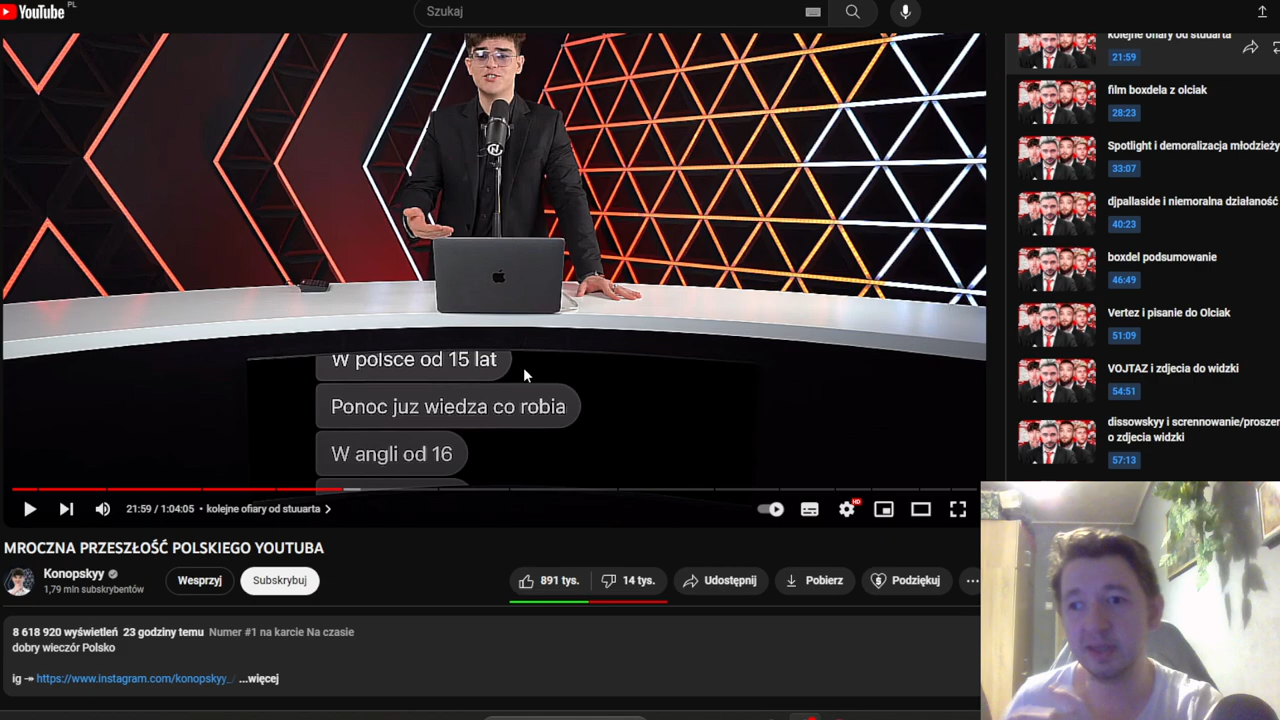 YouTube PL
Szukaj
kolejne ofiary od stuuarta
21:59
film boxdela z olciak
28:23
Spotlight i demoralizacja młodzieży
33:07
djpallaside i niemoralna działaność
40:23
boxdel podsumowanie
46:49
Vertez i pisanie do Olciak
51:09
VOJTAZ i zdjecia do widzki
54:51
dissowskyy i scrennowanie/proszer
o zdjecia widzki
57:13
W polsce od 15 lat
Ponoc juz wiedza co robia
W angli od 16
21:59 / 1:04:05 • kolejne ofiary od stuuarta
HD
MROCZNA PRZESZŁOŚĆ POLSKIEGO YOUTUBA
Konopskyy
1,79 mln subskrybentów
Wesprzyj
Subskrybuj
891 tys.
14 tys.
Udostępnij
Pobierz
Podziękuj
8 618 920 wyświetleń 23 godziny temu Numer #1 na karcie Na czasie
dobry wieczór Polsko
ig ↠ https://www.instagram.com/konopskyy_/ ...więcej